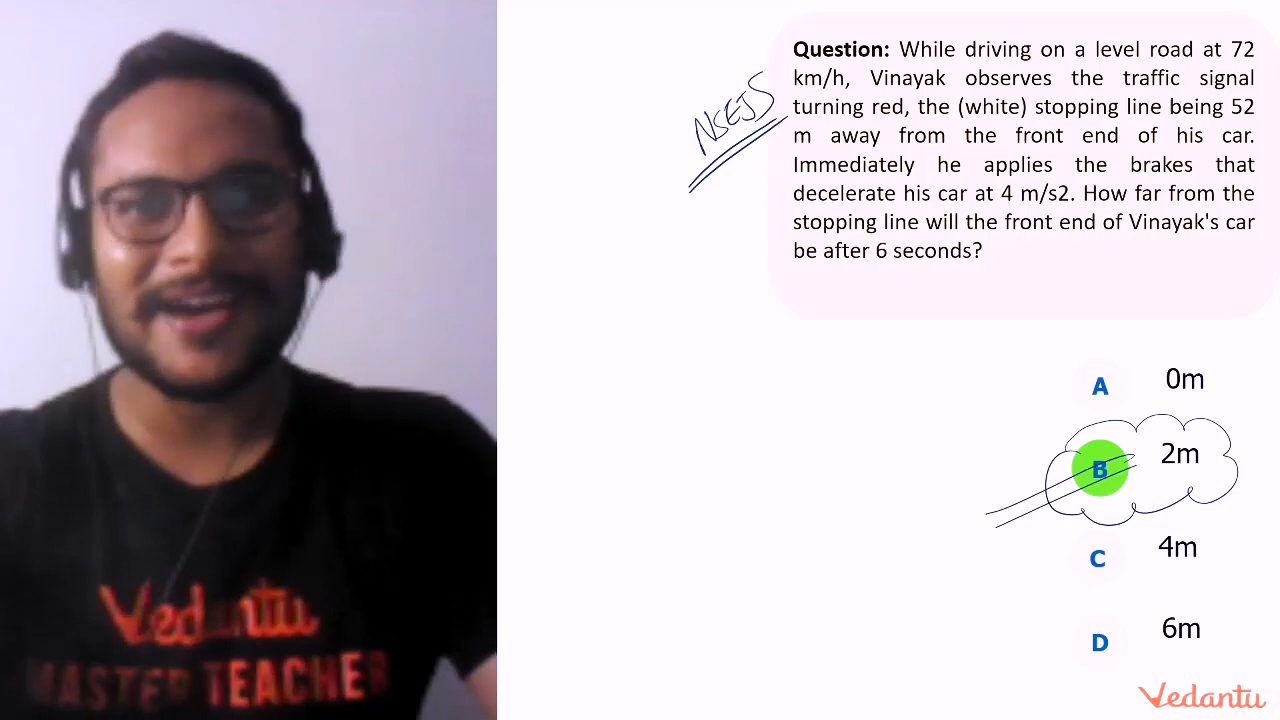 Vedantu
MASTER TEACHER
NSEJS
Question: While driving on a level road at 72
km/h, Vinayak observes the traffic signal
turning red, the (white) stopping line being 52
m away from the front end of his car.
Immediately he applies the brakes that
decelerate his car at 4 m/s2. How far from the
stopping line will the front end of Vinayak's car
be after 6 seconds?
A 0m
B 2m
C 4m
D 6m
Vedantu